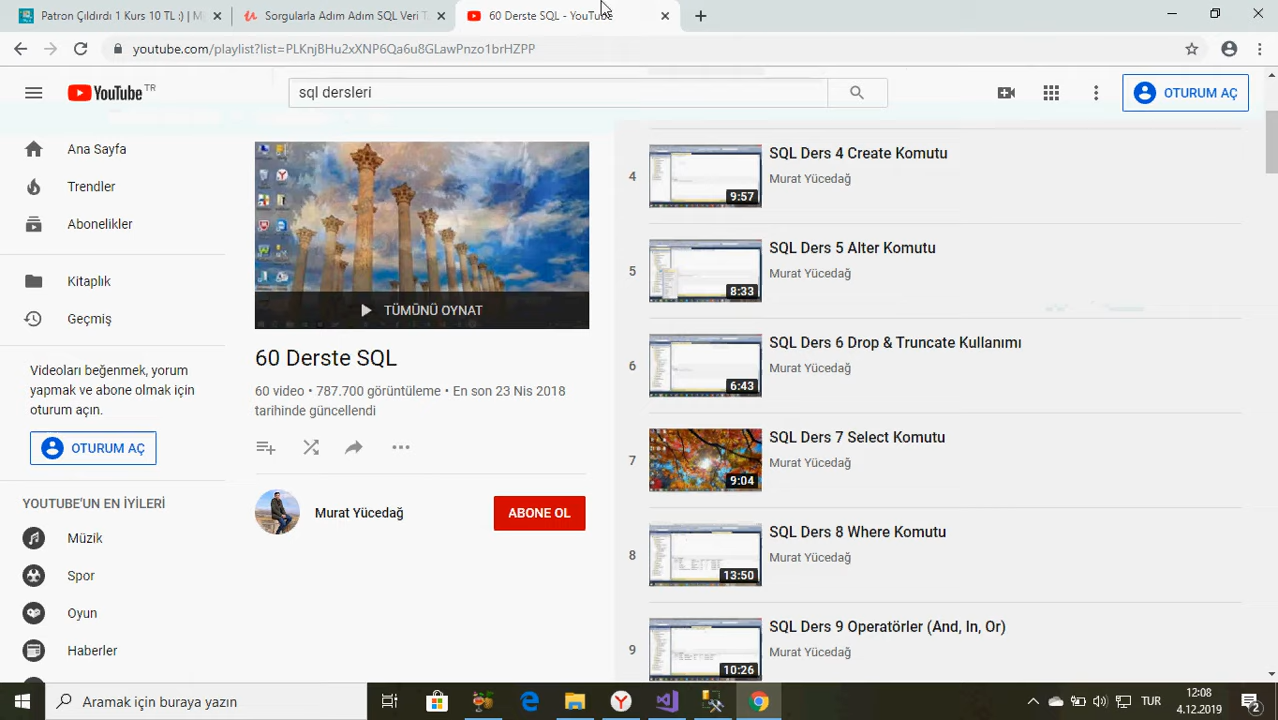 Patron Çıldırdı 1 Kurs 10 TL :) | M
Sorgularla Adım Adım SQL Veri T
60 Derste SQL - YouTube
youtube.com/playlist?list=PLKnjBHu2xXNP6Qa6u8GLawPnzo1brHZPP
YouTube TR
sql dersleri
OTURUM AÇ
Ana Sayfa
Trendler
Abonelikler
Kitaplık
Geçmiş
Videoları beğenmek, yorum
yapmak ve abone olmak için
oturum açın.
OTURUM AÇ
YOUTUBE'UN EN İYİLERİ
Müzik
Spor
Oyun
Haberler
TÜMÜNÜ OYNAT
60 Derste SQL
60 video • 787.700 görüntüleme • En son 23 Nis 2018
tarihinde güncellendi
Murat Yücedağ
ABONE OL
4
9:57
SQL Ders 4 Create Komutu
Murat Yücedağ
5
8:33
SQL Ders 5 Alter Komutu
Murat Yücedağ
6
6:43
SQL Ders 6 Drop & Truncate Kullanımı
Murat Yücedağ
7
9:04
SQL Ders 7 Select Komutu
Murat Yücedağ
8
13:50
SQL Ders 8 Where Komutu
Murat Yücedağ
9
10:26
SQL Ders 9 Operatörler (And, In, Or)
Murat Yücedağ
Aramak için buraya yazın
TUR
12:08
4.12.2019
2